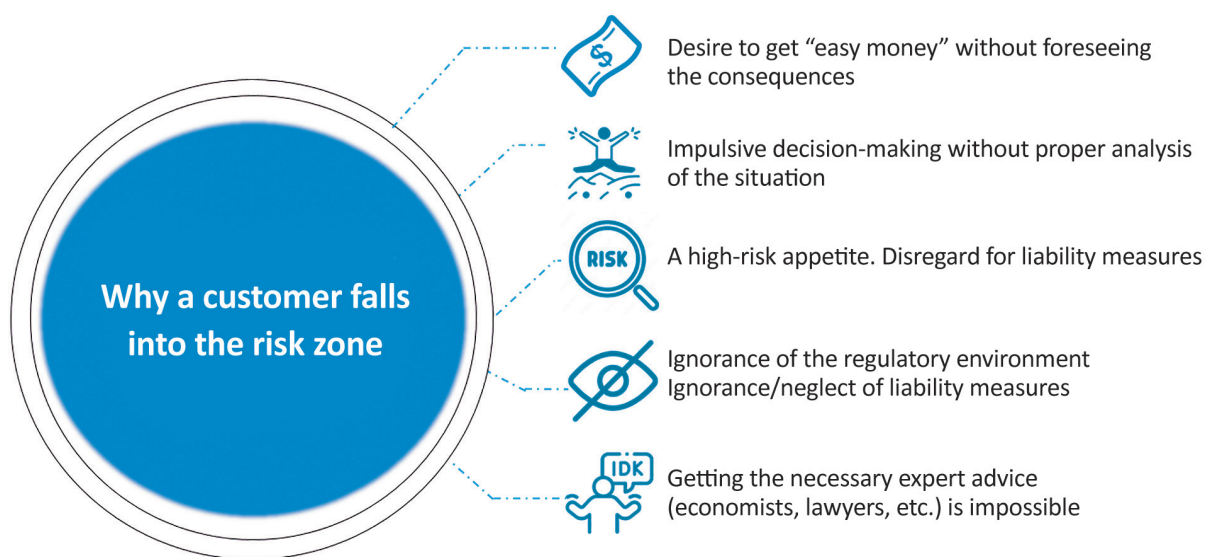 Desire to get “easy money” without foreseeing
the consequences
Impulsive decision-making without proper analysis
of the situation
RISK
A high-risk appetite. Disregard for liability measures
Why a customer falls
into the risk zone
Ignorance of the regulatory environment
Ignorance/neglect of liability measures
IDK
Getting the necessary expert advice
(economists, lawyers, etc.) is impossible